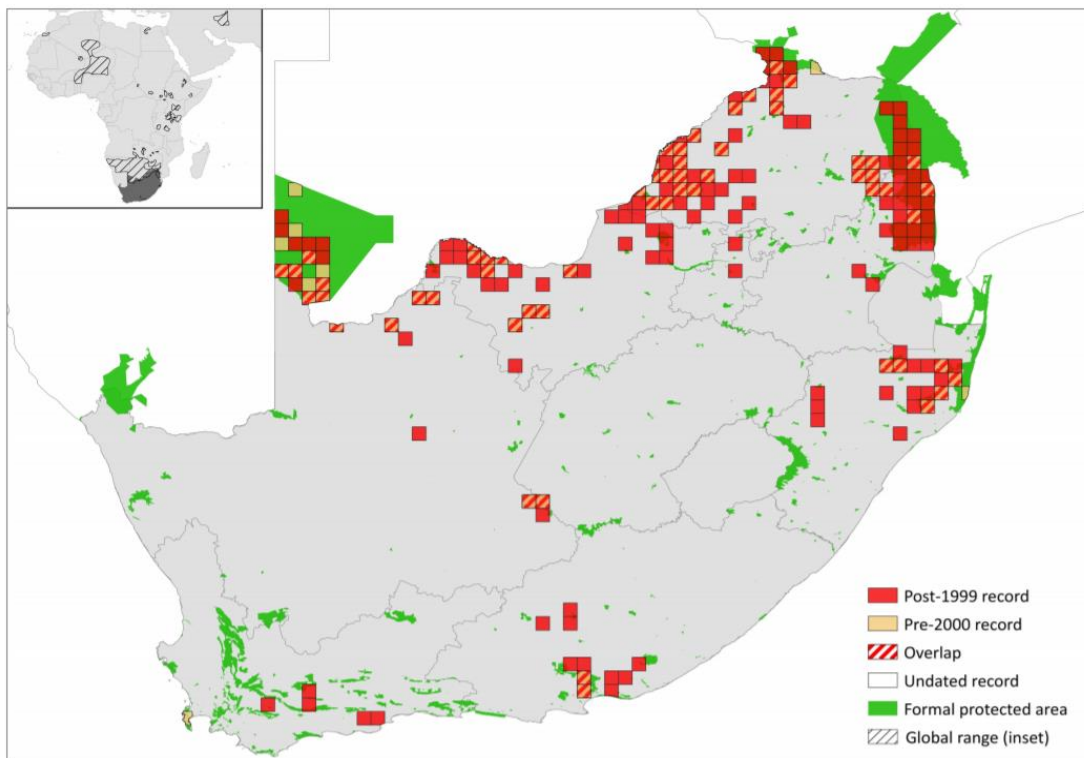 Post-1999 record
Pre-2000 record
Overlap
Undated record
Formal protected area
Global range (inset)